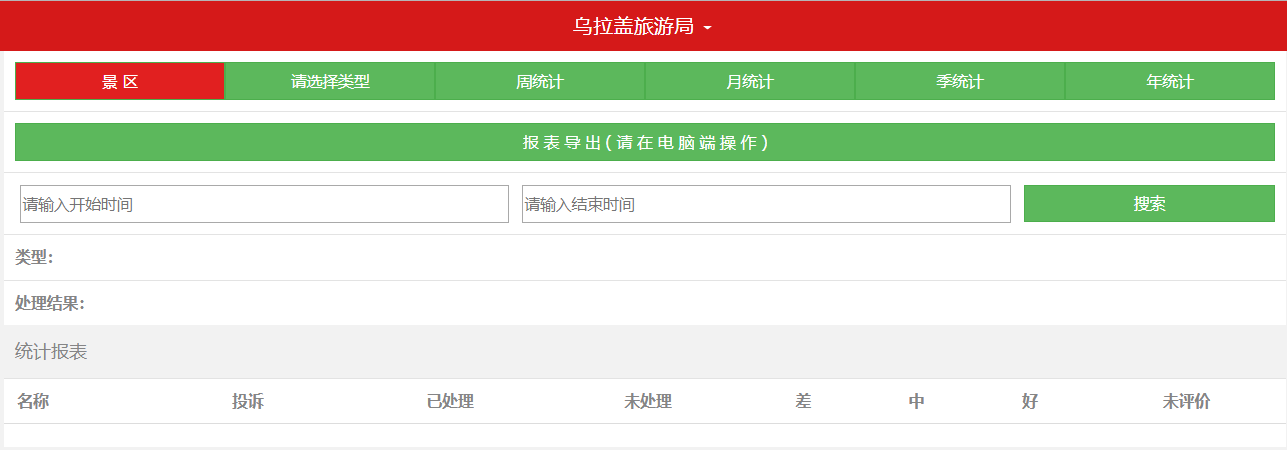 乌拉盖旅游局
景 区 请选择类型 周统计 月统计 季统计 年统计
报 表 导 出 ( 请 在 电 脑 端 操 作 )
请输入开始时间 请输入结束时间 搜索
类型：
处理结果：
统计报表
名称 投诉 已处理 未处理 差 中 好 未评价